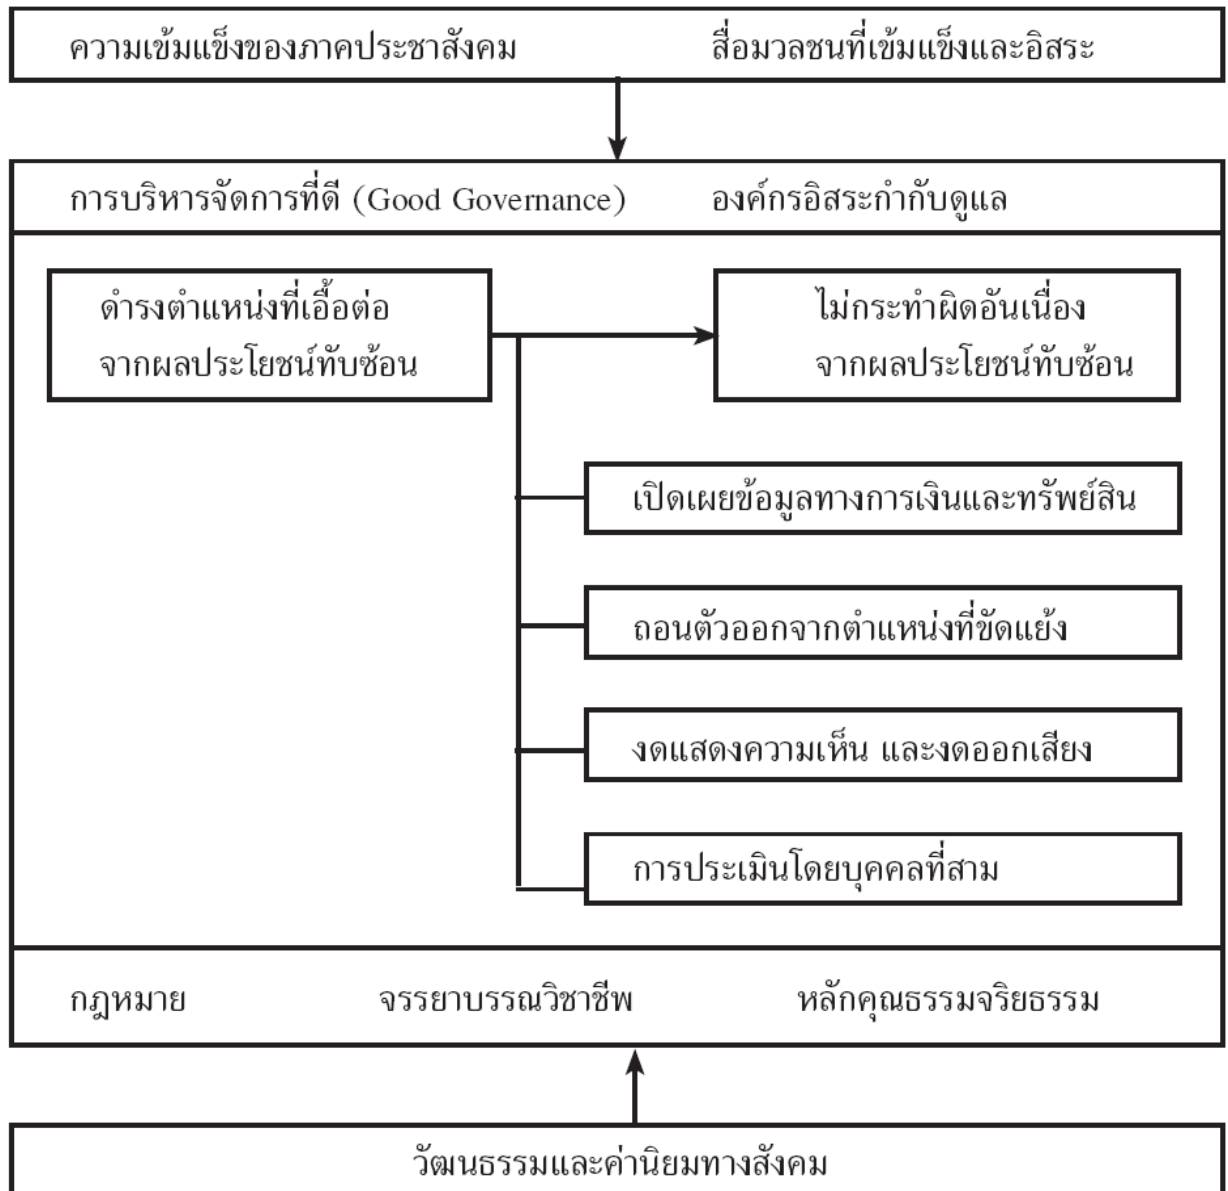 ความเข้มแข็งของภาคประชาสังคม สื่อมวลชนที่เข้มแข็งและอิสระ
การบริหารจัดการที่ดี (Good Governance) องค์กรอิสระกำกับดูแล
ดำรงตำแหน่งที่เอื้อต่อ
จากผลประโยชน์ทับซ้อน
ไม่กระทำผิดอันเนื่อง
จากผลประโยชน์ทับซ้อน
เปิดเผยข้อมูลทางการเงินและทรัพย์สิน
ถอนตัวออกจากตำแหน่งที่ขัดแย้ง
งดแสดงความเห็น และงดออกเสียง
การประเมินโดยบุคคลที่สาม
กฎหมาย จรรยาบรรณวิชาชีพ หลักคุณธรรมจริยธรรม
วัฒนธรรมและค่านิยมทางสังคม